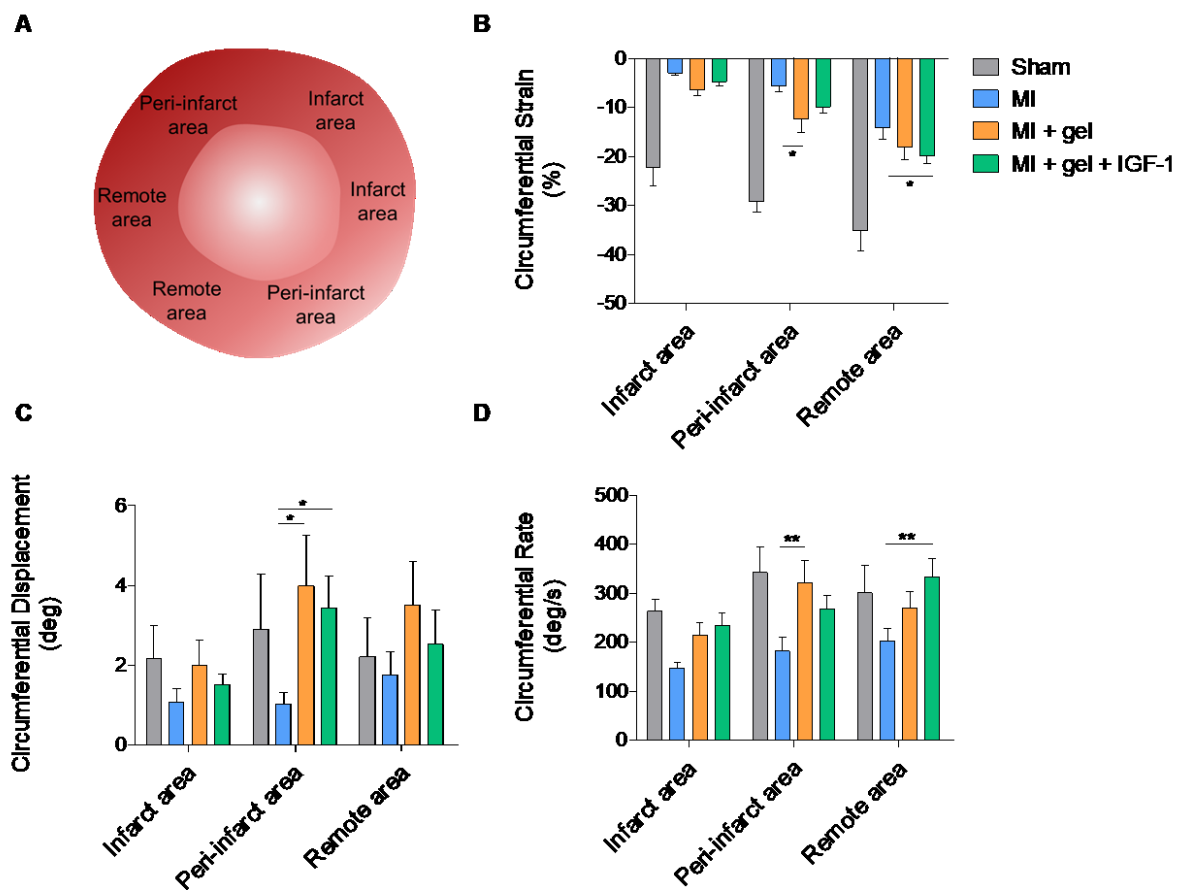 A
Peri-infarct
area
Infarct
area
Remote
area
Infarct
area
Remote
area
Peri-infarct
area
B
Circumferential Strain
(%)
0
-10
-20
-30
-40
-50
*
*
Infarct area
Peri-infarct area
Remote area
Sham
MI
MI + gel
MI + gel + IGF-1
C
Circumferential Displacement
(deg)
6
4
2
0
*
*
Infarct area
Peri-infarct area
Remote area
D
Circumferential Rate
(deg/s)
500
400
300
200
100
0
**
**
Infarct area
Peri-infarct area
Remote area